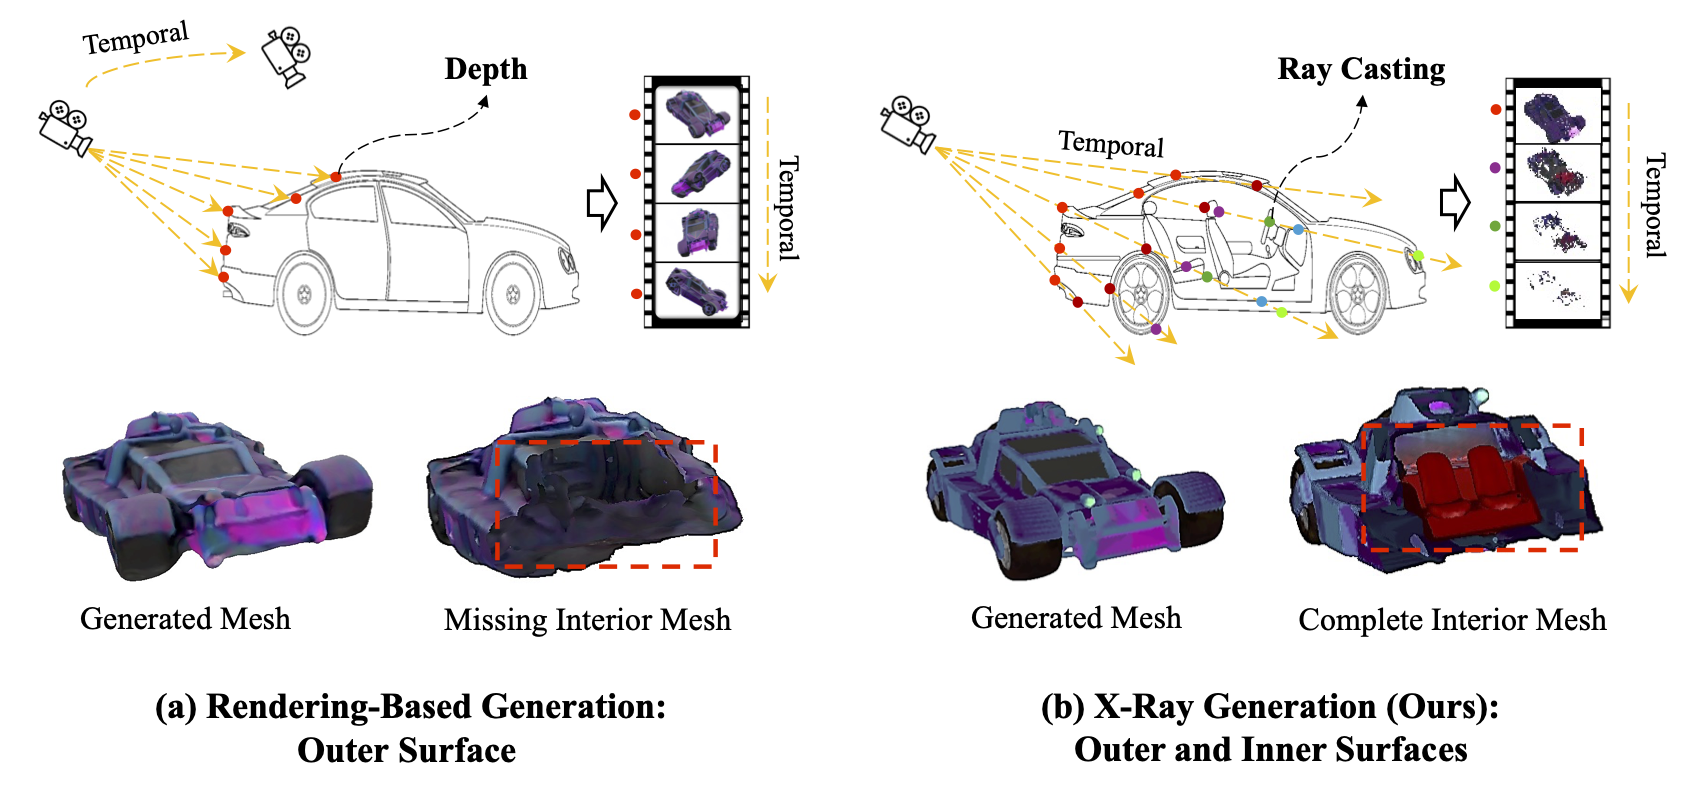 Temporal
Depth
Temporal
Generated Mesh
Missing Interior Mesh
(a) Rendering-Based Generation:
Outer Surface
Ray Casting
Temporal
Temporal
Generated Mesh
Complete Interior Mesh
(b) X-Ray Generation (Ours):
Outer and Inner Surfaces